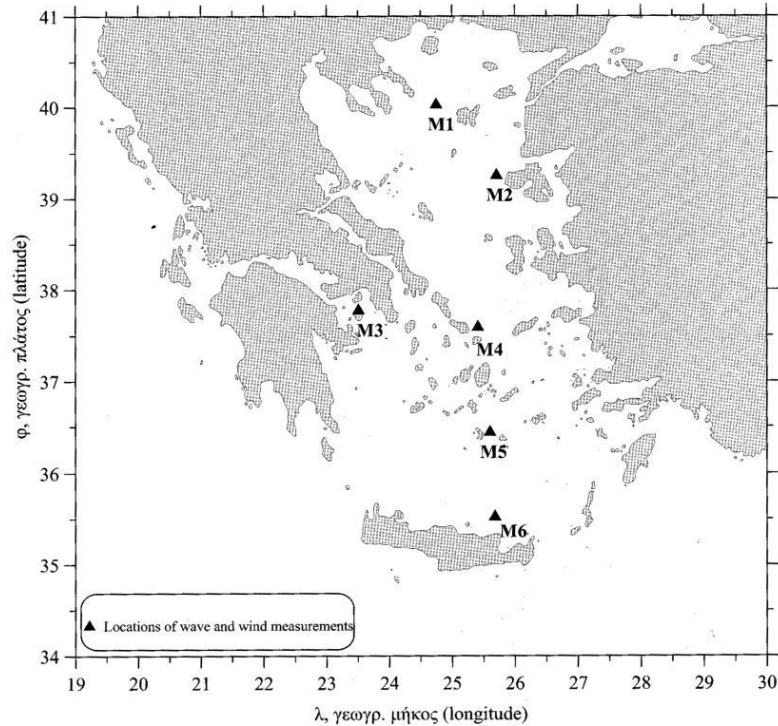 41
40
39
38
37
36
35
34
φ, γεωγρ. πλάτος (latitude)
M1
M2
M3
M4
M5
M6
▲ Locations of wave and wind measurements
19 20 21 22 23 24 25 26 27 28 29 30
λ, γεωγρ. μήκος (longitude)